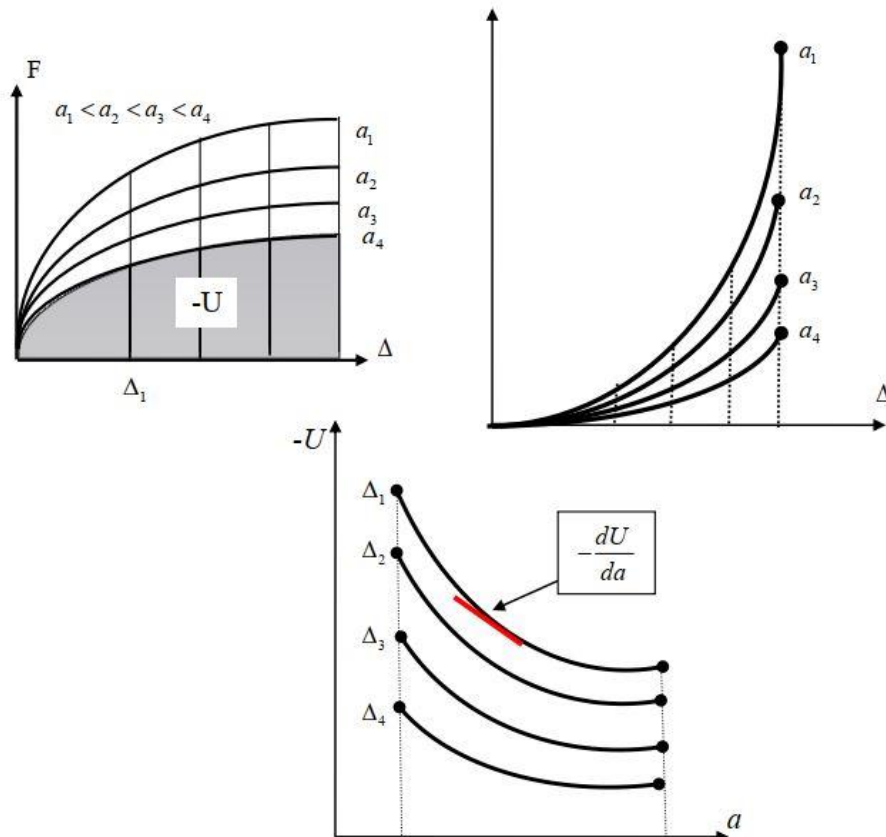 F
a₁ < a₂ < a₃ < a₄
a₁
a₂
a₃
a₄
-U
Δ
Δ₁
a₁
a₂
a₃
a₄
Δ
-U
Δ₁
Δ₂
Δ₃
Δ₄
-dU/da
a